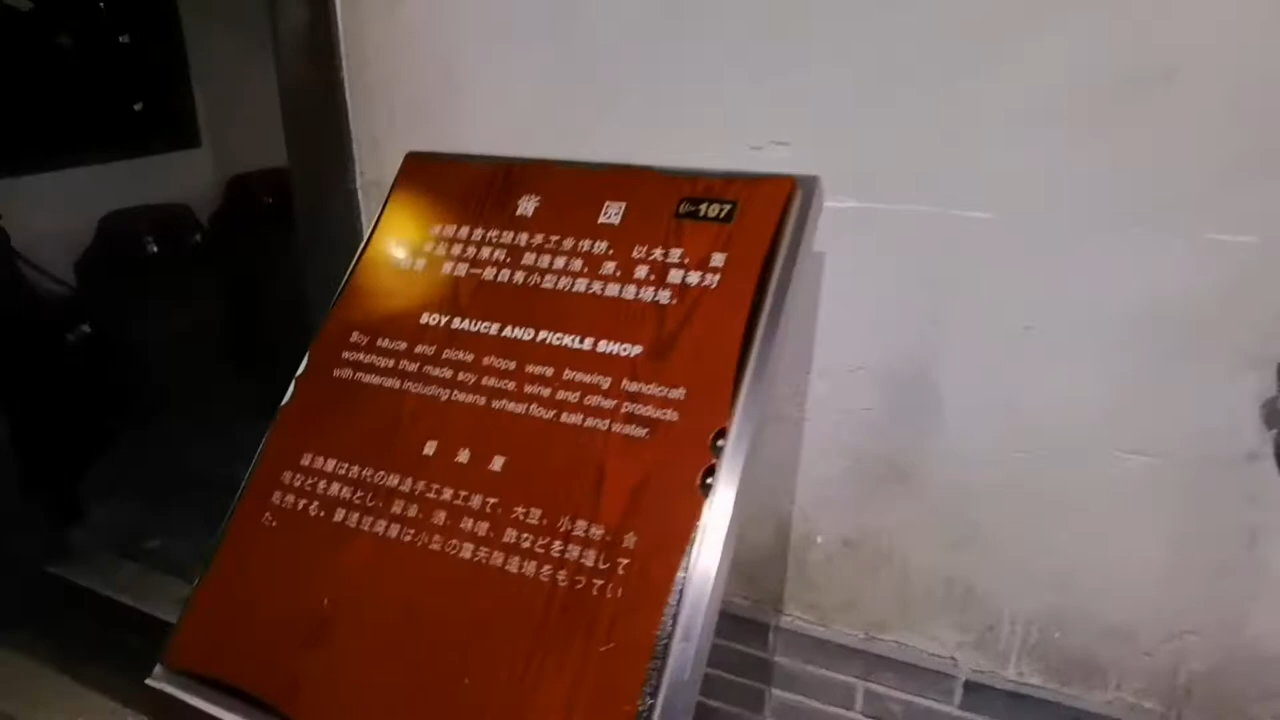 酱 园
107
酱园是古代酿造手工业作坊。 以大豆、面
食盐等为原料，酿造酱油，酒，酱，醋等对
酱园一般自有小型的露天酿造场地。
SOY SAUCE AND PICKLE SHOP
Soy sauce and pickle shops were brewing handicraft
workshops that made soy sauce, wine and other products
with materials including beans wheat flour, salt and water.
醤 油 屋
醤油屋は古代の醸造手工業工場で、大豆、小麦粉、食
塩などを原料とし、醤油、酒、味噌、酢などを醸造して
販売する。普通豆腐屋は小型の露天醸造場をもってい
た。